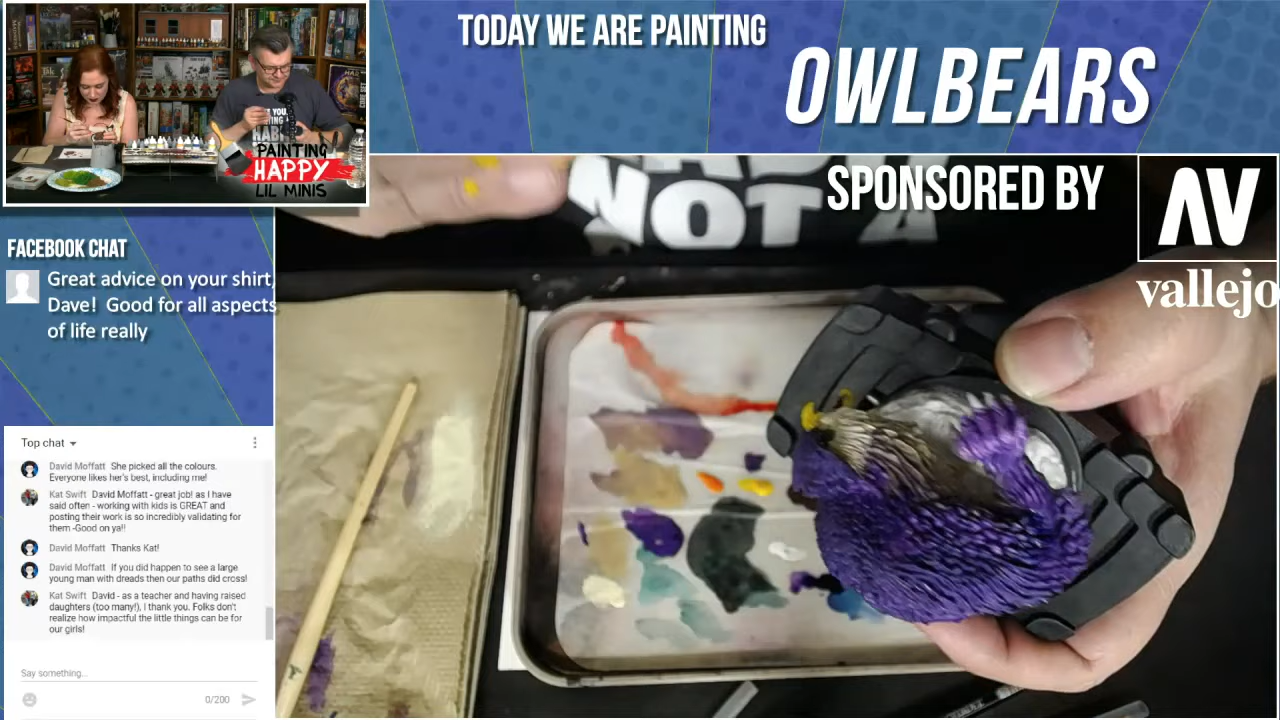 TODAY WE ARE PAINTING
OWLBEARS
SPONSORED BY
AV
vallejo
PAINTING
HAPPY
LIL MINIS
NOT A
FACEBOOK CHAT
Great advice on your shirt,
Dave! Good for all aspects
of life really
Top chat
David Moffatt She picked all the colours.
Everyone likes her's best, including me!
Kat Swift David Moffatt - great job! as I have
said often - working with kids is GREAT and
posting their work is so incredibly validating for
them -Good on ya!!
David Moffatt Thanks Kat!
David Moffatt If you did happen to see a large
young man with dreads then our paths did cross!
Kat Swift David - as a teacher and having raised
daughters (too many!), I thank you. Folks don't
realize how impactful the little things can be for
our girls!
Say something...
0/200